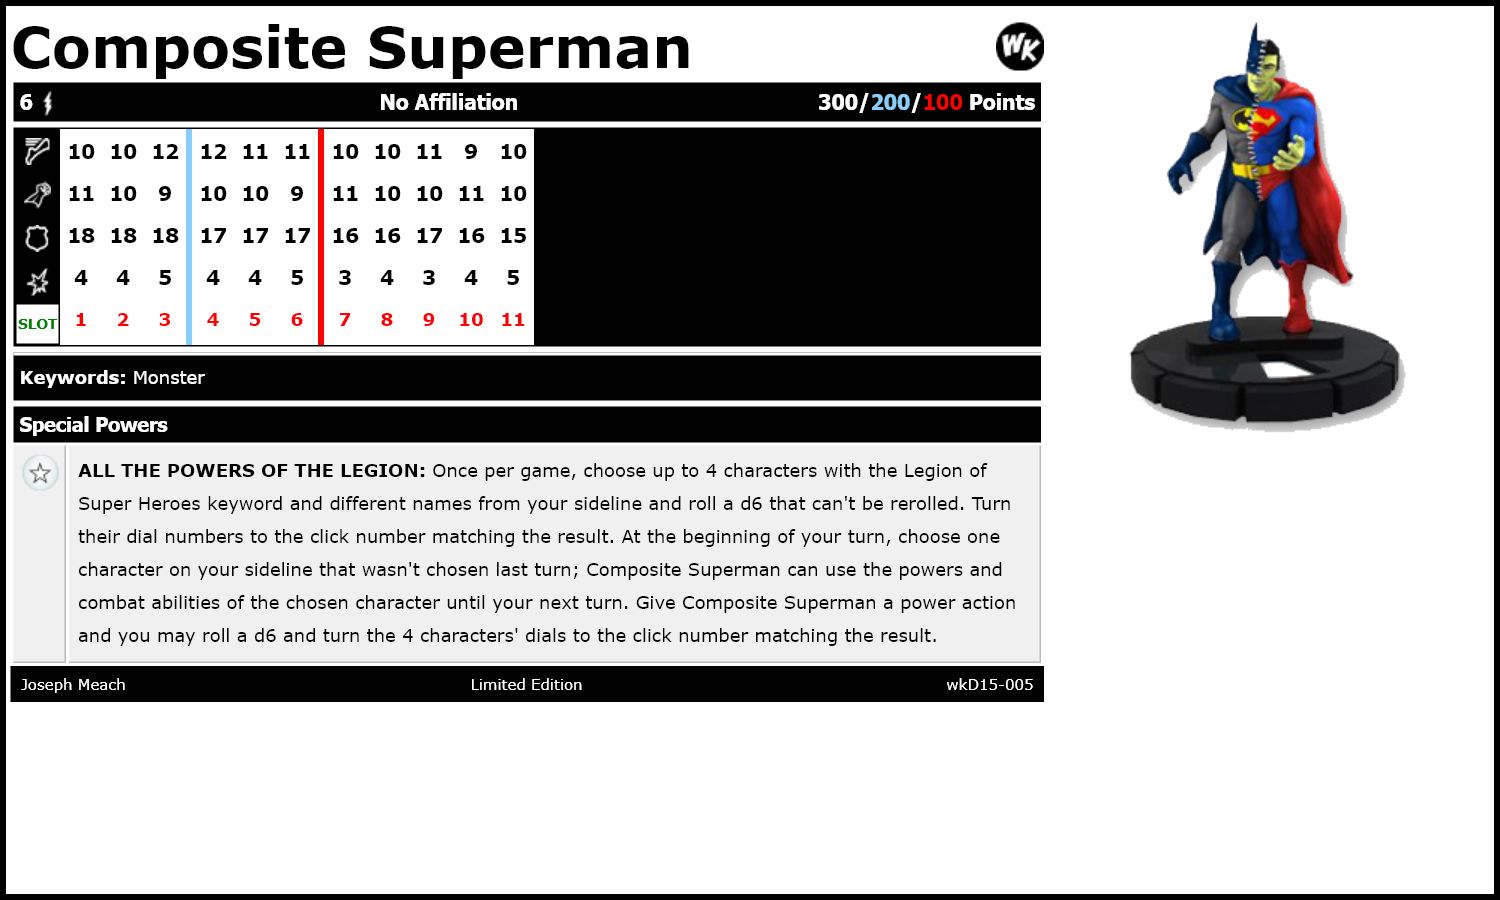 Composite Superman
WK
6 No Affiliation 300/200/100 Points
10 10 12 12 11 11 10 10 11 9 10
11 10 9 10 10 9 11 10 10 11 10
18 18 18 17 17 17 16 16 17 16 15
4 4 5 4 4 5 3 4 3 4 5
SLOT 1 2 3 4 5 6 7 8 9 10 11
Keywords: Monster
Special Powers
ALL THE POWERS OF THE LEGION: Once per game, choose up to 4 characters with the Legion of
Super Heroes keyword and different names from your sideline and roll a d6 that can't be rerolled. Turn
their dial numbers to the click number matching the result. At the beginning of your turn, choose one
character on your sideline that wasn't chosen last turn; Composite Superman can use the powers and
combat abilities of the chosen character until your next turn. Give Composite Superman a power action
and you may roll a d6 and turn the 4 characters' dials to the click number matching the result.
Joseph Meach Limited Edition wkD15-005